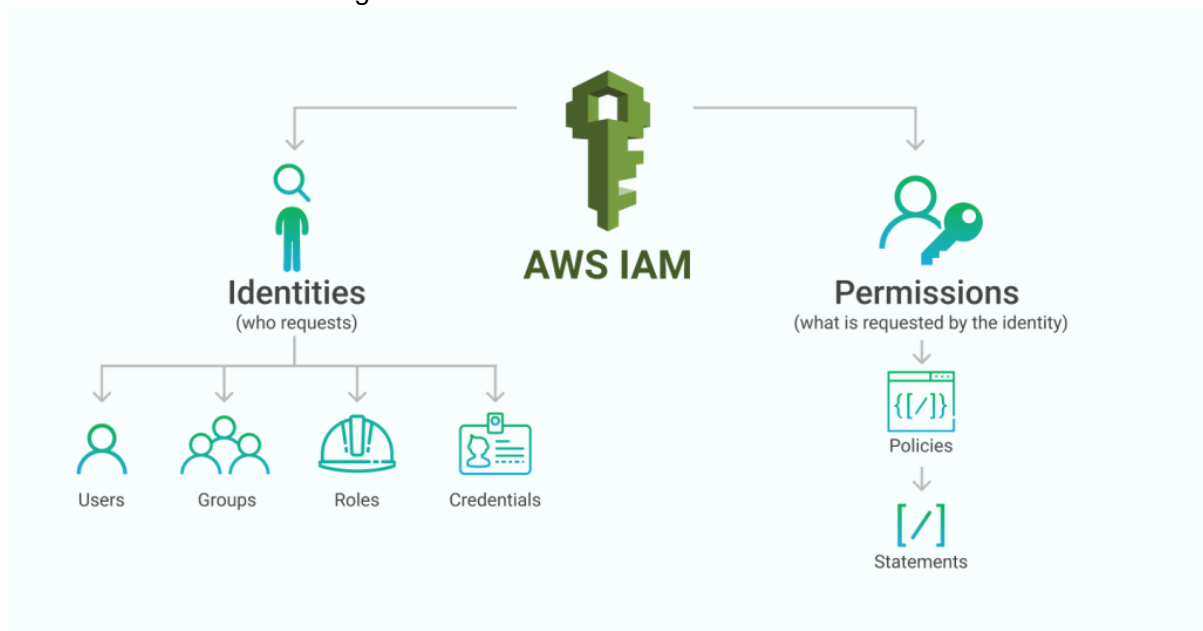 AWS IAM
Identities
(who requests)
Users
Groups
Roles
Credentials
Permissions
(what is requested by the identity)
{[/]}
Policies
[/]
Statements